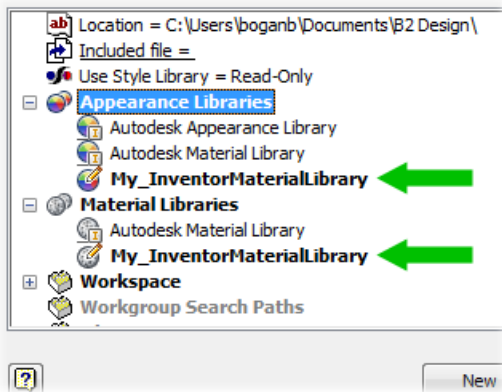 ab Location = C:\Users\boganb\Documents\B2 Design\
Included file =
Use Style Library = Read-Only
Appearance Libraries
Autodesk Appearance Library
Autodesk Material Library
My_InventorMaterialLibrary
Material Libraries
Autodesk Material Library
My_InventorMaterialLibrary
Workspace
Workgroup Search Paths
? New